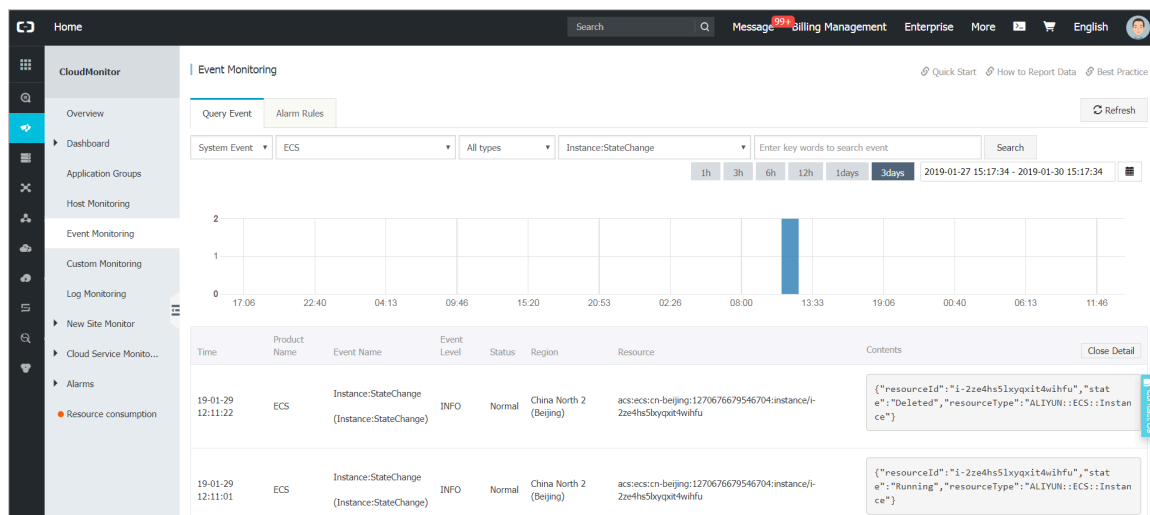 Home
Search
Message
99+
Billing Management
Enterprise
More
English
CloudMonitor
Overview
Dashboard
Application Groups
Host Monitoring
Event Monitoring
Custom Monitoring
Log Monitoring
New Site Monitor
Cloud Service Monito...
Alarms
Resource consumption
Event Monitoring
Quick Start
How to Report Data
Best Practice
Query Event
Alarm Rules
Refresh
System Event
ECS
All types
Instance:StateChange
Enter key words to search event
Search
1h
3h
6h
12h
1days
3days
2019-01-27 15:17:34 - 2019-01-30 15:17:34
2
1
0
17:06
22:40
04:13
09:46
15:20
20:53
02:26
08:00
13:33
19:06
00:40
06:13
11:46
Time
Product
Name
Event Name
Event
Level
Status
Region
Resource
Contents
Close Detail
19-01-29
12:11:22
ECS
Instance:StateChange
(Instance:StateChange)
INFO
Normal
China North 2
(Beijing)
acs:ecs:cn-beijing:1270676679546704:instance/i-
2ze4hs5lxyqxit4wihfu
{"resourceId":"i-2ze4hs5lxyqxit4wihfu","stat
e":"Deleted","resourceType":"ALIYUN::ECS::Instan
ce"}
19-01-29
12:11:01
ECS
Instance:StateChange
(Instance:StateChange)
INFO
Normal
China North 2
(Beijing)
acs:ecs:cn-beijing:1270676679546704:instance/i-
2ze4hs5lxyqxit4wihfu
{"resourceId":"i-2ze4hs5lxyqxit4wihfu","stat
e":"Running","resourceType":"ALIYUN::ECS::Instan
ce"}